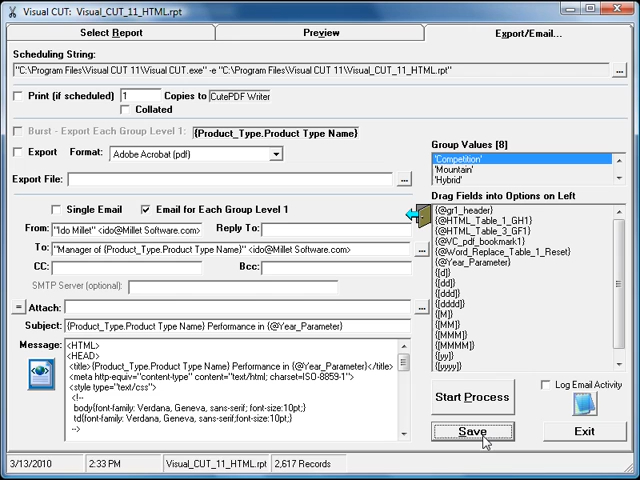 Visual CUT: Visual_CUT_11_HTML.rpt
Select Report
Preview
Export/Email...
Scheduling String:
"C:\Program Files\Visual CUT 11\Visual CUT.exe" -e "C:\Program Files\Visual CUT 11\Visual_CUT_11_HTML.rpt"
...
Print (if scheduled)
1
Copies to
CutePDF Writer
Collated
Burst - Export Each Group Level 1:
{Product_Type.Product Type Name}
Export
Format:
Adobe Acrobat (pdf)
Export File:
...
Group Values [8]
'Competition'
'Mountain'
'Hybrid'
Single Email
Email for Each Group Level 1
From:
"Ido Millet" <ido@Millet Software.com>
Reply To:
To:
"Manager of {Product_Type.Product Type Name}" <ido@Millet Software.com>
...
CC:
Bcc:
SMTP Server (optional):
=
Attach:
...
Subject:
{Product_Type.Product Type Name} Performance in {@Year_Parameter}
Message:
<HTML>
<HEAD>
<title>{Product_Type.Product Type Name} Performance in {@Year_Parameter}</title>
<meta http-equiv="content-type" content="text/html; charset=ISO-8859-1">
<style type="text/css">
<!--
body{font-family: Verdana, Geneva, sans-serif; font-size:10pt;}
td{font-family: Verdana, Geneva, sans-serif; font-size:10pt;}
-->
Drag Fields into Options on Left
{@gr1_header}
{@HTML_Table_1_GH1}
{@HTML_Table_3_GF1}
{@VC_pdf_bookmark1}
{@Word_Replace_Table_1_Reset}
{@Year_Parameter}
{[d]}
{[dd]}
{[ddd]}
{[dddd]}
{[M]}
{[MM]}
{[MMM]}
{[MMMM]}
{[yy]}
{[yyyy]}
Start Process
Log Email Activity
Save
Exit
3/13/2010
2:33 PM
Visual_CUT_11_HTML.rpt
2,617 Records